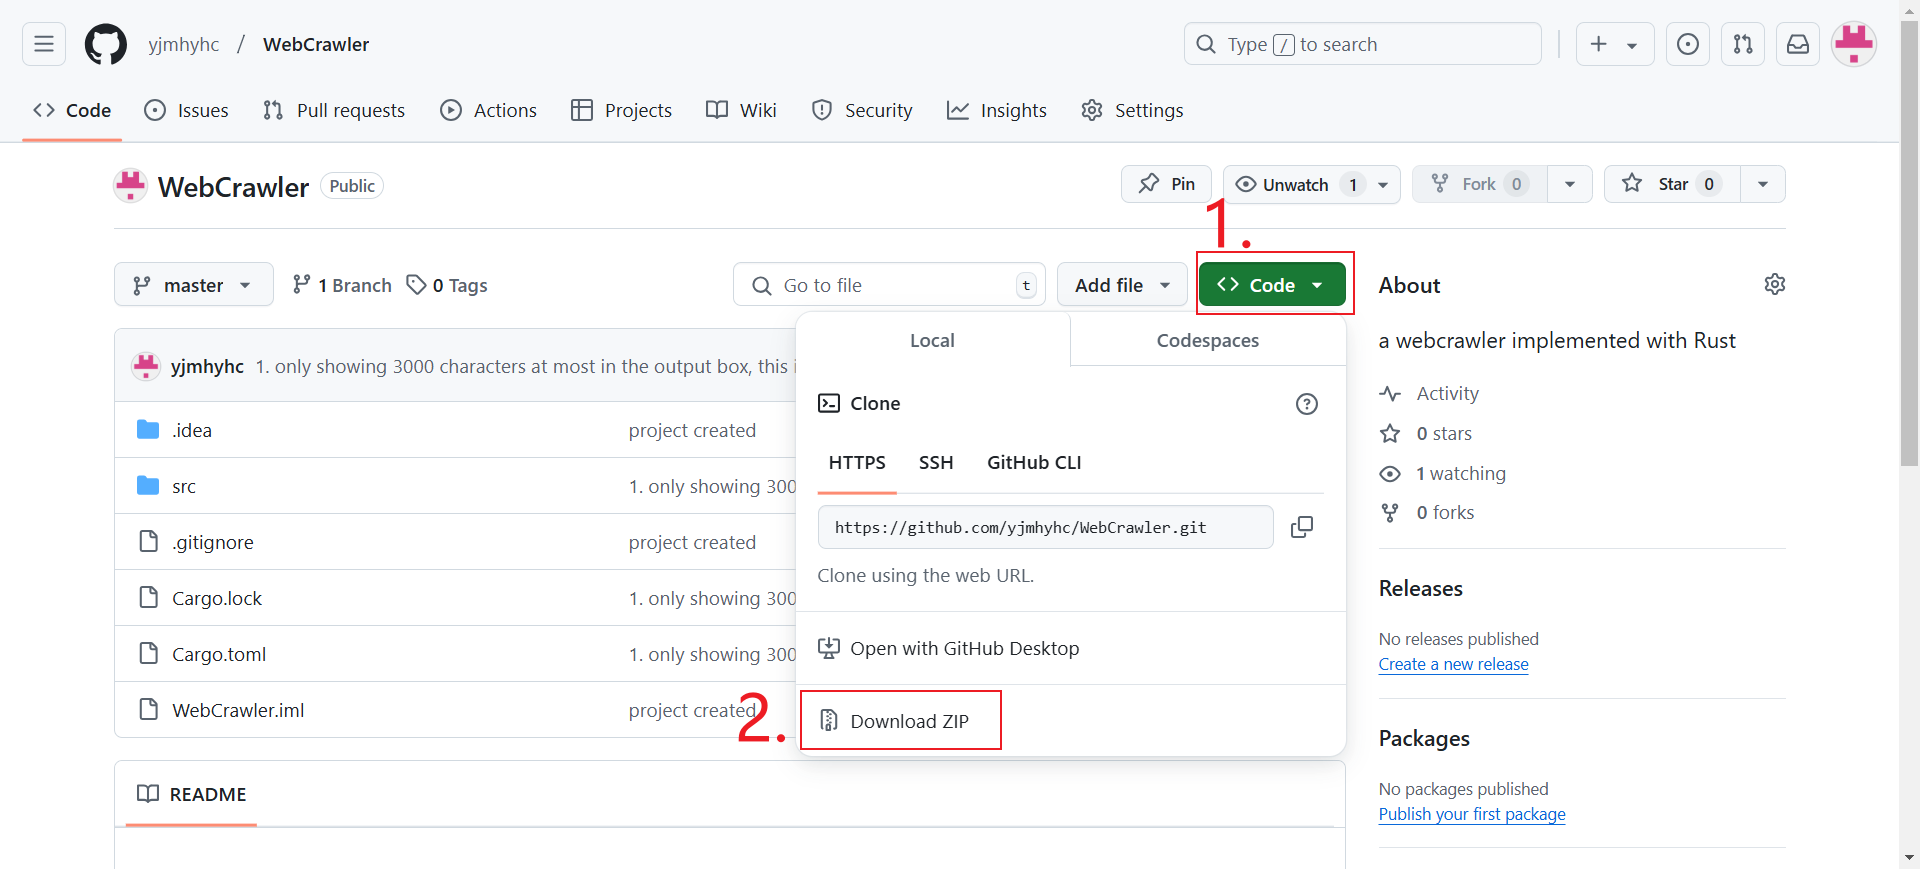 yjmhyhc / WebCrawler
Type / to search
Code
Issues
Pull requests
Actions
Projects
Wiki
Security
Insights
Settings
WebCrawler Public
Pin
Unwatch 1
Fork 0
Star 0
1.
master
1 Branch
0 Tags
Go to file t
Add file
Code
About
a webcrawler implemented with Rust
Activity
0 stars
1 watching
0 forks
Releases
No releases published
Create a new release
Packages
No packages published
Publish your first package
yjmhyhc 1. only showing 3000 characters at most in the output box, this i
.idea project created
src 1. only showing 300
.gitignore project created
Cargo.lock 1. only showing 300
Cargo.toml 1. only showing 300
WebCrawler.iml project created
Local
Codespaces
Clone
HTTPS SSH GitHub CLI
https://github.com/yjmhyhc/WebCrawler.git
Clone using the web URL.
Open with GitHub Desktop
2.
Download ZIP
README